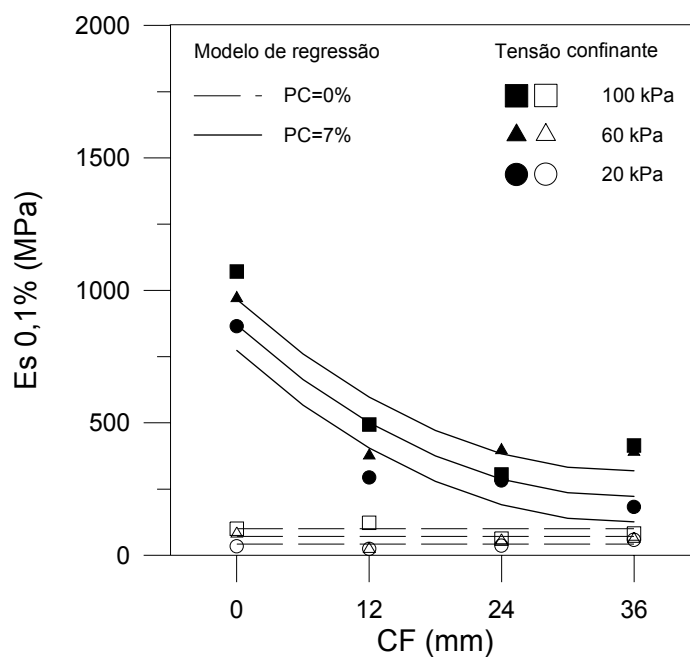 2000
1500
1000
500
0
Es 0,1% (MPa)
Modelo de regressão
PC=0%
PC=7%
Tensão confinante
100 kPa
60 kPa
20 kPa
0 12 24 36
CF (mm)